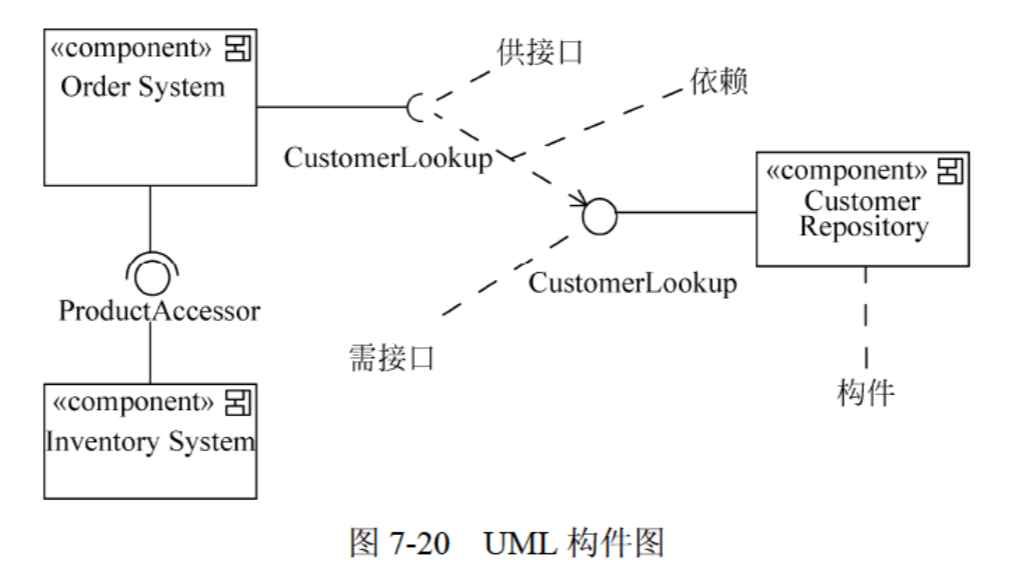 «component»
Order System
供接口
依赖
CustomerLookup
«component»
Customer
Repository
CustomerLookup
ProductAccessor
需接口
构件
«component»
Inventory System
图 7-20 UML 构件图